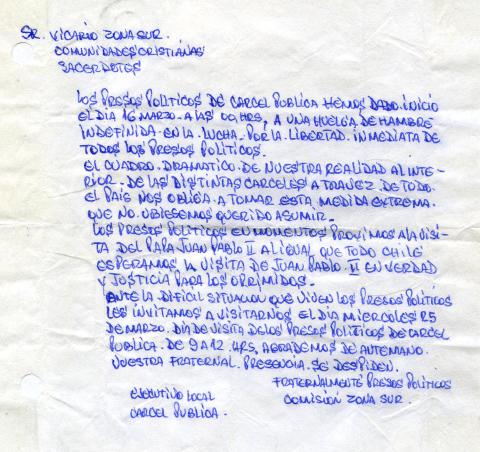 SR. VICARIO ZONA SUR.
COMUNIDADES CRISTIANAS
SACERDOTES
LOS PRESOS POLITICOS DE CARCEL PUBLICA HEMOS DADO INICIO
EL DIA 16 MARZO A LAS 00 HRS, A UNA HUELGA DE HAMBRE
INDEFINIDA EN LA LUCHA POR LA LIBERTAD INMEDIATA DE
TODOS LOS PRESOS POLITICOS.
EL CUADRO DRAMATICO DE NUESTRA REALIDAD AL INTE-
RIOR DE LAS DISTINTAS CARCELES A TRAVEZ DE TODO
EL PAIS NOS OBLIGA A TOMAR ESTA MEDIDA EXTREMA
QUE NO UBIESEMOS QUERIDO ASUMIR.-
LOS PRESOS POLITICOS EN MOMENTOS PROVIMOS A LA VISI-
TA DEL PAPA JUAN PABLO II AL IGUAL QUE TODO CHILE
ESPERAMOS LA VISITA DE JUAN PABLO II EN VERDAD
Y JUSTICIA PARA LOS OPRIMIDOS.-
ANTE LA DIFICIL SITUACION QUE VIVEN LOS PRESOS POLITICOS
LES INVITAMOS A VISITARNOS EL DIA MIERCOLES 25
DE MARZO. DIA DE VISITA DE LOS PRESOS POLITICOS DE CARCEL
PUBLICA. DE 9 A 12 HRS, AGRADEMOS DE ANTEMANO
VUESTRA FRATERNAL PRESENCIA. SE DESPIDEN.
FRATERNALMENTE PRESOS POLITICOS
EJECUTIVO LOCAL COMISION ZONA SUR.
CARCEL PUBLICA.